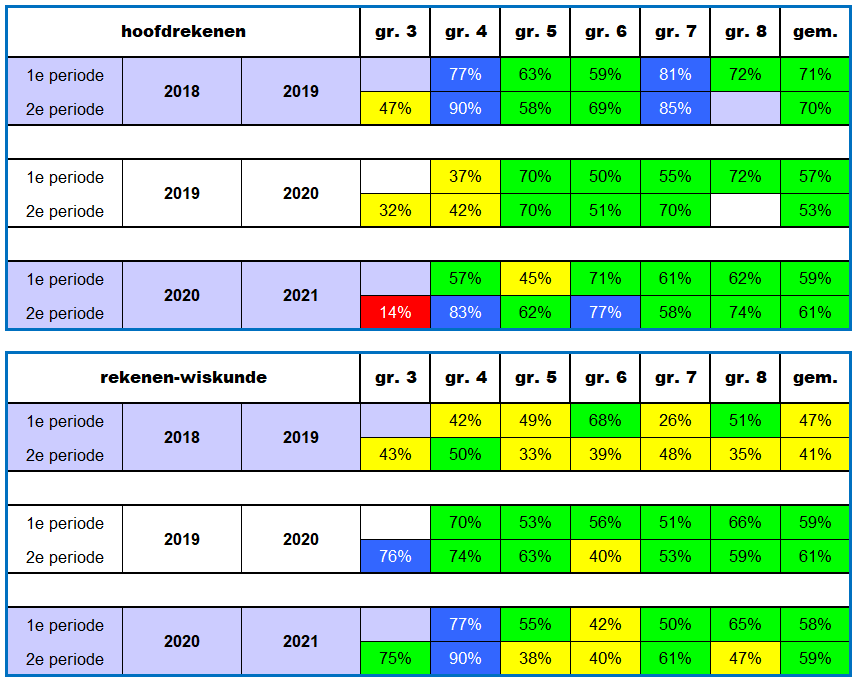 hoofdrekenen gr. 3 gr. 4 gr. 5 gr. 6 gr. 7 gr. 8 gem.
1e periode 2018 2019 77% 63% 59% 81% 72% 71%
2e periode 47% 90% 58% 69% 85% 70%
1e periode 2019 2020 37% 70% 50% 55% 72% 57%
2e periode 32% 42% 70% 51% 70% 53%
1e periode 2020 2021 57% 45% 71% 61% 62% 59%
2e periode 14% 83% 62% 77% 58% 74% 61%
rekenen-wiskunde gr. 3 gr. 4 gr. 5 gr. 6 gr. 7 gr. 8 gem.
1e periode 2018 2019 42% 49% 68% 26% 51% 47%
2e periode 43% 50% 33% 39% 48% 35% 41%
1e periode 2019 2020 70% 53% 56% 51% 66% 59%
2e periode 76% 74% 63% 40% 53% 59% 61%
1e periode 2020 2021 77% 55% 42% 50% 65% 58%
2e periode 75% 90% 38% 40% 61% 47% 59%